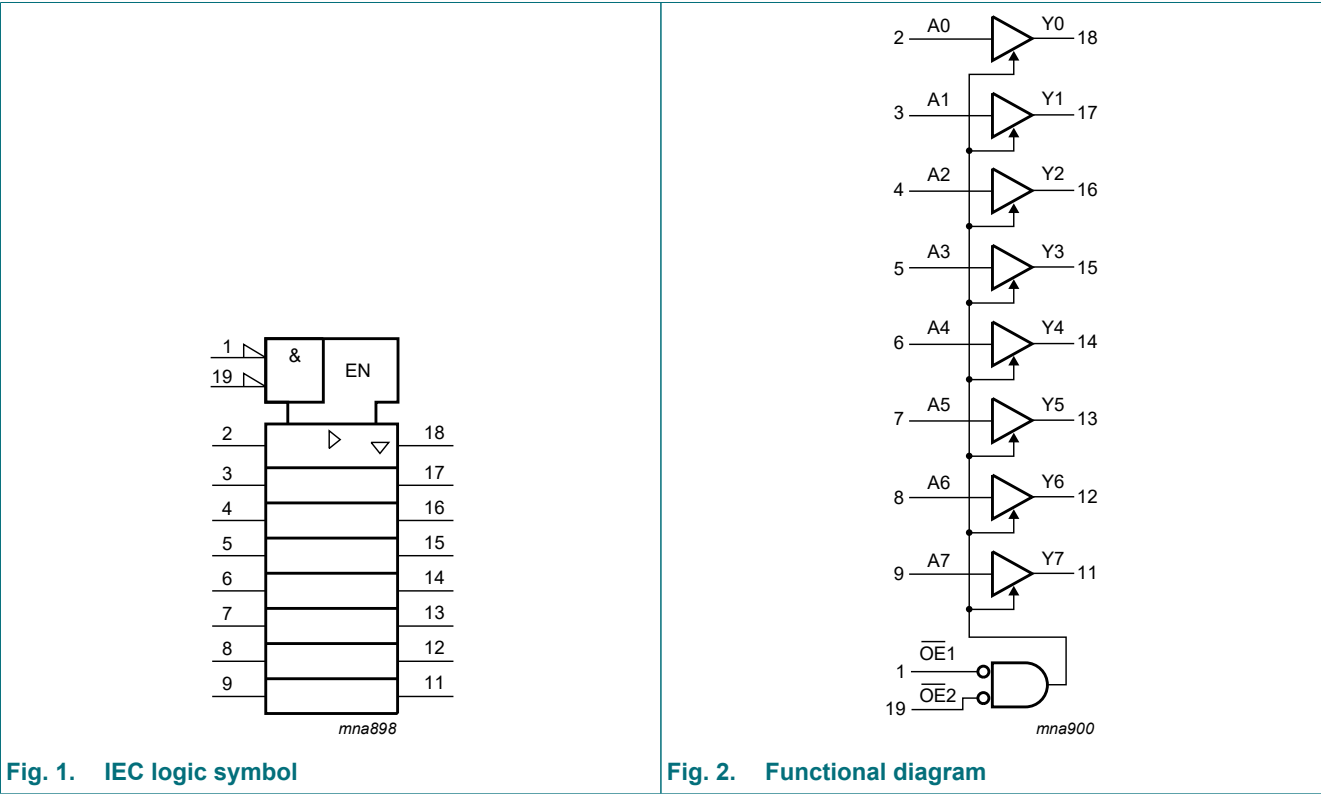 1
&
EN
19
2
18
3
17
4
16
5
15
6
14
7
13
8
12
9
11
mna898
Fig. 1. IEC logic symbol
2 A0 Y0 18
3 A1 Y1 17
4 A2 Y2 16
5 A3 Y3 15
6 A4 Y4 14
7 A5 Y5 13
8 A6 Y6 12
9 A7 Y7 11
1 O̅E̅1
19 O̅E̅2
mna900
Fig. 2. Functional diagram